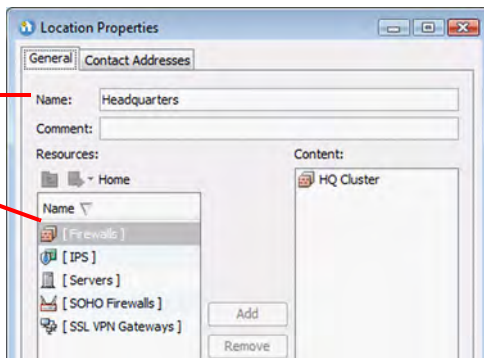 Location Properties
General Contact Addresses
Name: Headquarters
Comment:
Resources: Content:
Home HQ Cluster
Name
[ Firewalls ]
[ IPS ]
[ Servers ]
[ SOHO Firewalls ]
[ SSL VPN Gateways ]
Add
Remove